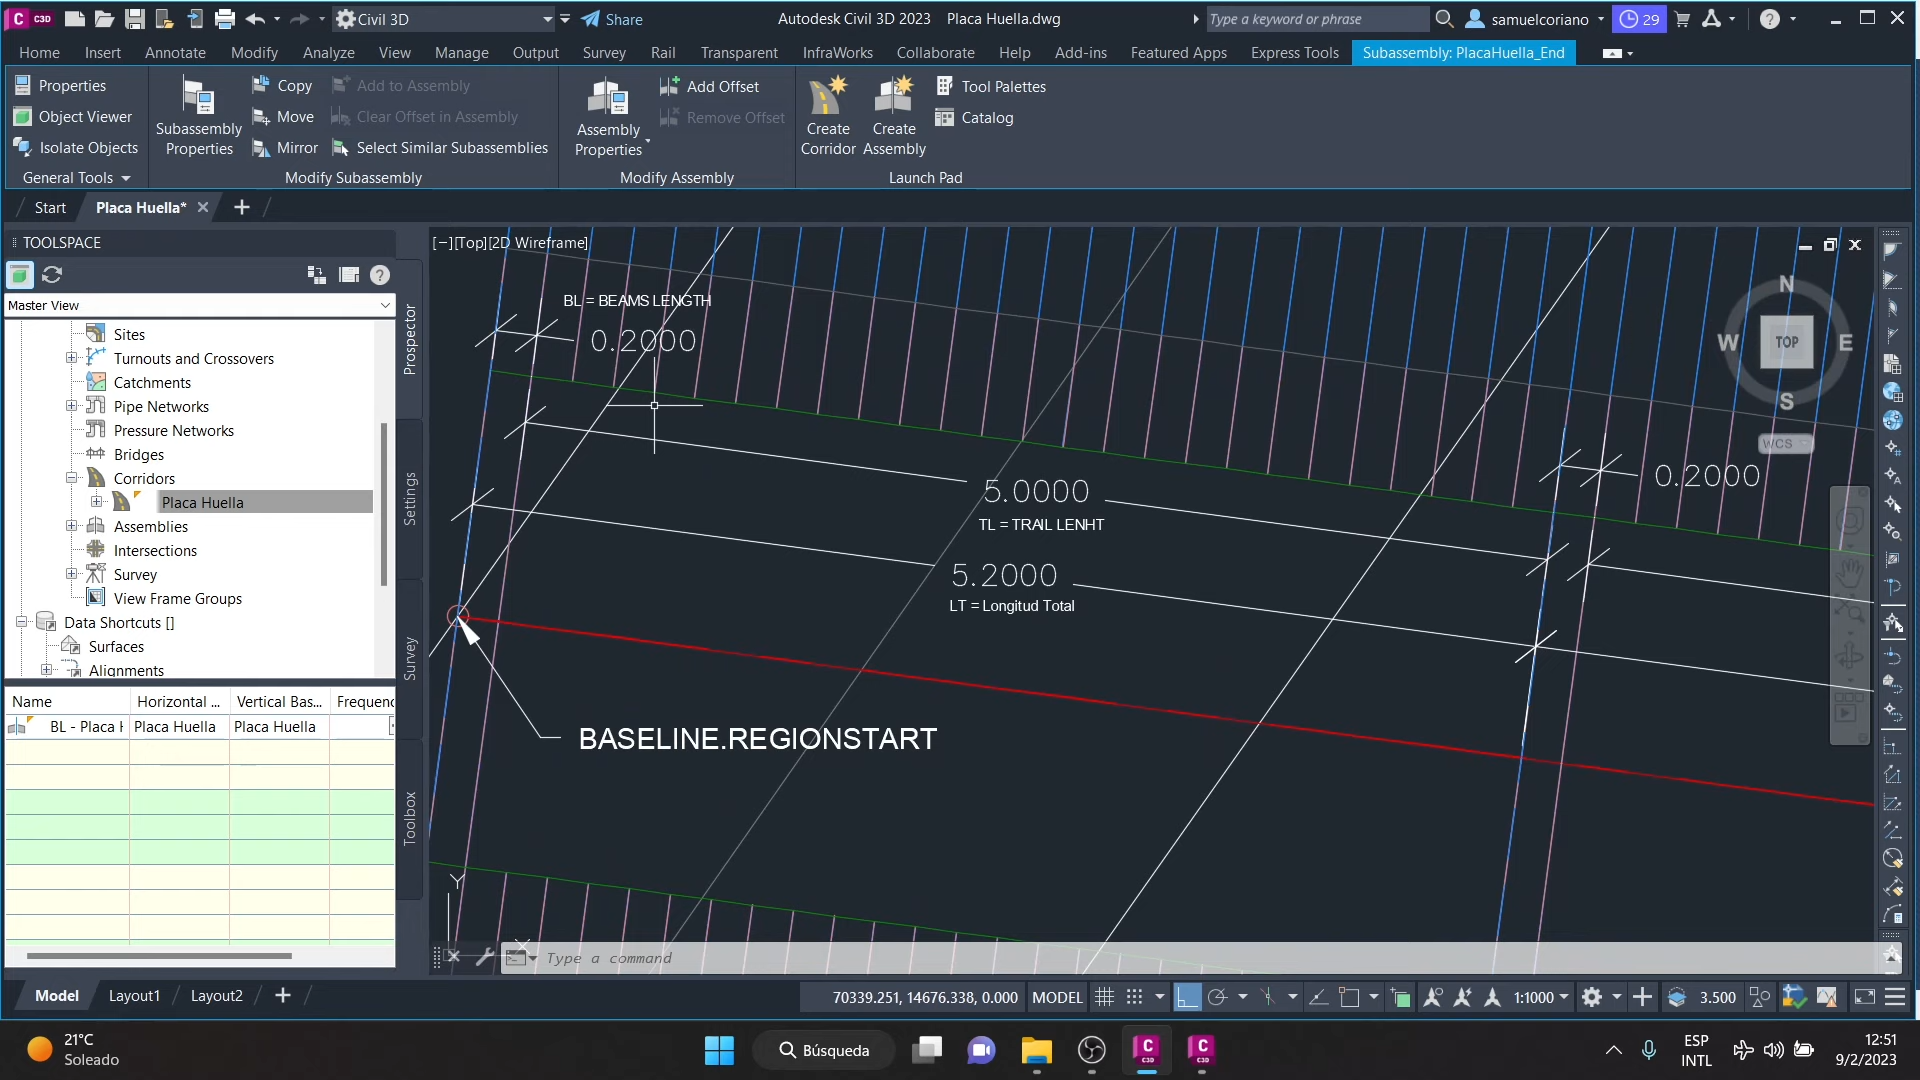 C C3D
Civil 3D
Share
Autodesk Civil 3D 2023 Placa Huella.dwg
Type a keyword or phrase
samuelcoriano
29
Home Insert Annotate Modify Analyze View Manage Output Survey Rail Transparent InfraWorks Collaborate Help Add-ins Featured Apps Express Tools Subassembly: PlacaHuella_End
Properties
Object Viewer
Isolate Objects
General Tools
Subassembly Properties
Copy
Move
Mirror
Add to Assembly
Clear Offset in Assembly
Select Similar Subassemblies
Modify Subassembly
Assembly Properties
Add Offset
Remove Offset
Modify Assembly
Create Corridor
Create Assembly
Tool Palettes
Catalog
Launch Pad
Start
Placa Huella*
TOOLSPACE
Master View
Sites
Turnouts and Crossovers
Catchments
Pipe Networks
Pressure Networks
Bridges
Corridors
Placa Huella
Assemblies
Intersections
Survey
View Frame Groups
Data Shortcuts []
Surfaces
Alignments
Prospector
Settings
Survey
Toolbox
Name Horizontal ... Vertical Bas... Frequenc
BL - Placa H Placa Huella Placa Huella
[−][Top][2D Wireframe]
BL = BEAMS LENGTH
0.2000
5.0000
TL = TRAIL LENHT
5.2000
LT = Longitud Total
0.2000
BASELINE.REGIONSTART
N
W TOP E
S
WCS
Y
X
Type a command
Model Layout1 Layout2
70339.251, 14676.338, 0.000 MODEL
1:1000
3.500
21°C
Soleado
Búsqueda
C C3D
C C3D
ESP
INTL
12:51
9/2/2023